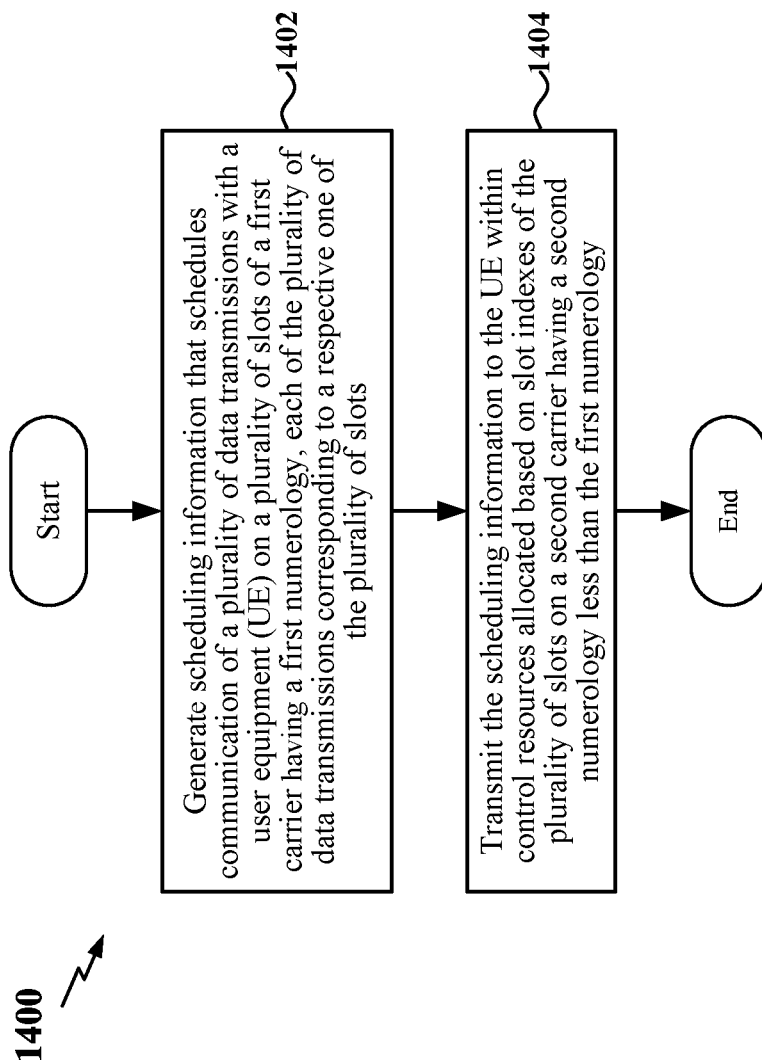 1400
Start
Generate scheduling information that schedules
communication of a plurality of data transmissions with a
user equipment (UE) on a plurality of slots of a first
carrier having a first numerology, each of the plurality of
data transmissions corresponding to a respective one of
the plurality of slots
1402
Transmit the scheduling information to the UE within
control resources allocated based on slot indexes of the
plurality of slots on a second carrier having a second
numerology less than the first numerology
1404
End